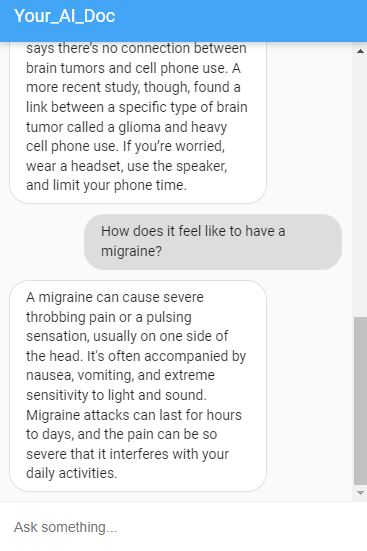 Your_AI_Doc
says there's no connection between
brain tumors and cell phone use. A
more recent study, though, found a
link between a specific type of brain
tumor called a glioma and heavy
cell phone use. If you're worried,
wear a headset, use the speaker,
and limit your phone time.
How does it feel like to have a
migraine?
A migraine can cause severe
throbbing pain or a pulsing
sensation, usually on one side of
the head. It's often accompanied by
nausea, vomiting, and extreme
sensitivity to light and sound.
Migraine attacks can last for hours
to days, and the pain can be so
severe that it interferes with your
daily activities.
Ask something...